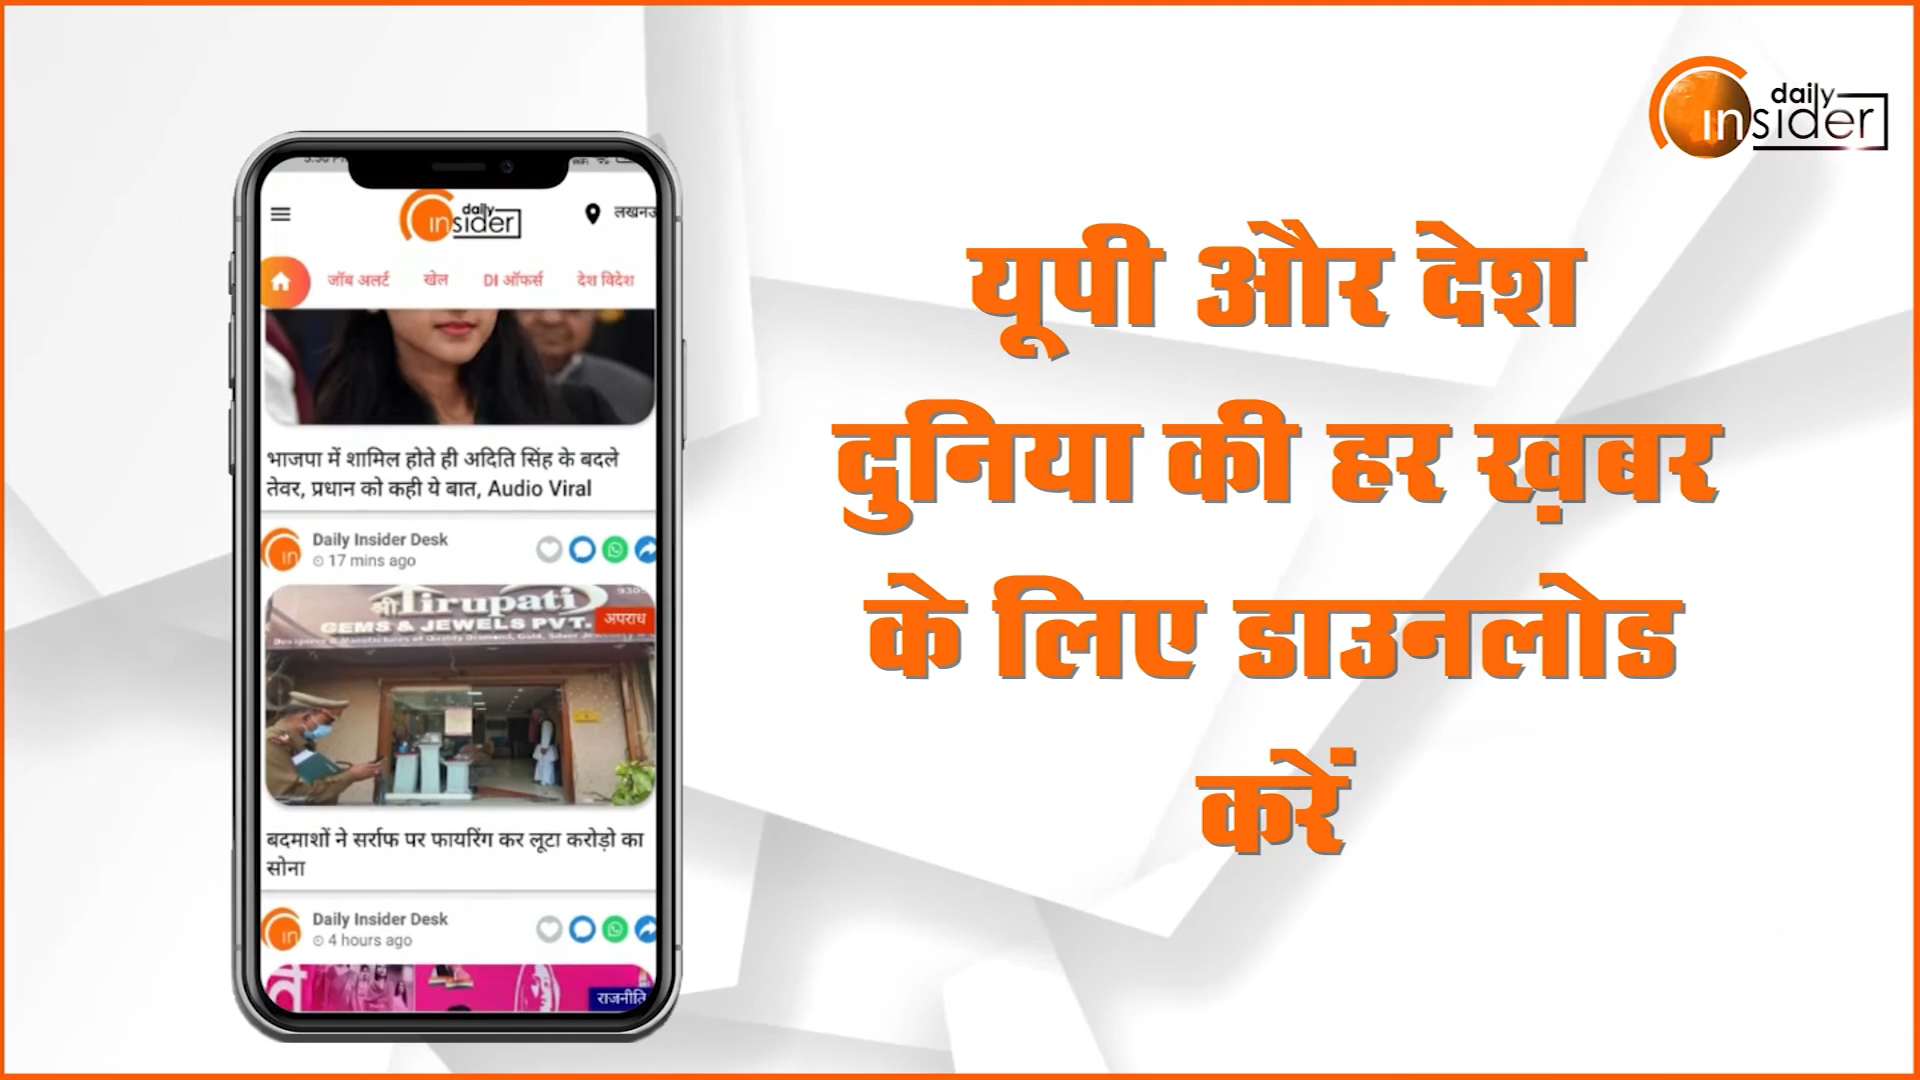 daily
insider
यूपी और देश
दुनिया की हर ख़बर
के लिए डाउनलोड
करें
daily
insider
जॉब अलर्ट खेल DI ऑफर्स देश विदेश
भाजपा में शामिल होते ही अदिति सिंह के बदले
तेवर, प्रधान को कही ये बात, Audio Viral
Daily Insider Desk
17 mins ago
श्री Tirupati
GEMS & JEWELS PVT.
अपराध
बदमाशों ने सर्राफ पर फायरिंग कर लूटा करोड़ो का
सोना
Daily Insider Desk
4 hours ago
राजनीति